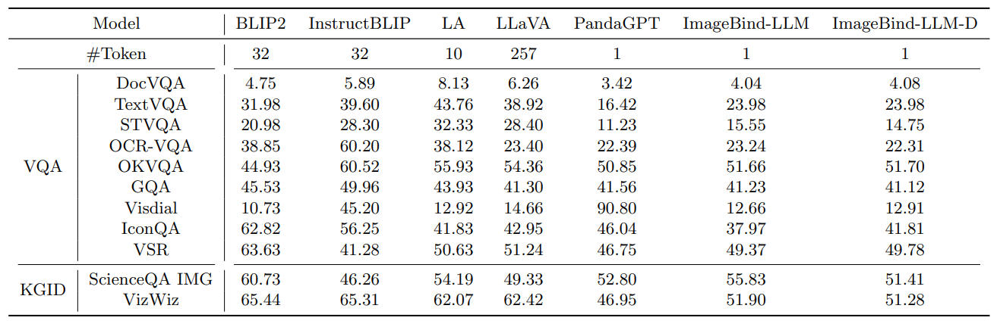 Model BLIP2 InstructBLIP LA LLaVA PandaGPT ImageBind-LLM ImageBind-LLM-D
#Token 32 32 10 257 1 1 1
DocVQA 4.75 5.89 8.13 6.26 3.42 4.04 4.08
TextVQA 31.98 39.60 43.76 38.92 16.42 23.98 23.98
STVQA 20.98 28.30 32.33 28.40 11.23 15.55 14.75
OCR-VQA 38.85 60.20 38.12 23.40 22.39 23.24 22.31
VQA OKVQA 44.93 60.52 55.93 54.36 50.85 51.66 51.70
GQA 45.53 49.96 43.93 41.30 41.56 41.23 41.12
Visdial 10.73 45.20 12.92 14.66 90.80 12.66 12.91
IconQA 62.82 56.25 41.83 42.95 46.04 37.97 41.81
VSR 63.63 41.28 50.63 51.24 46.75 49.37 49.78
KGID ScienceQA IMG 60.73 46.26 54.19 49.33 52.80 55.83 51.41
VizWiz 65.44 65.31 62.07 62.42 46.95 51.90 51.28